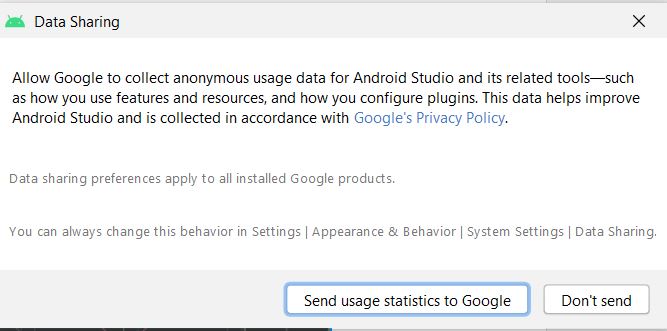 Data Sharing
Allow Google to collect anonymous usage data for Android Studio and its related tools—such
as how you use features and resources, and how you configure plugins. This data helps improve
Android Studio and is collected in accordance with Google's Privacy Policy.
Data sharing preferences apply to all installed Google products.
You can always change this behavior in Settings | Appearance & Behavior | System Settings | Data Sharing.
Send usage statistics to Google
Don't send